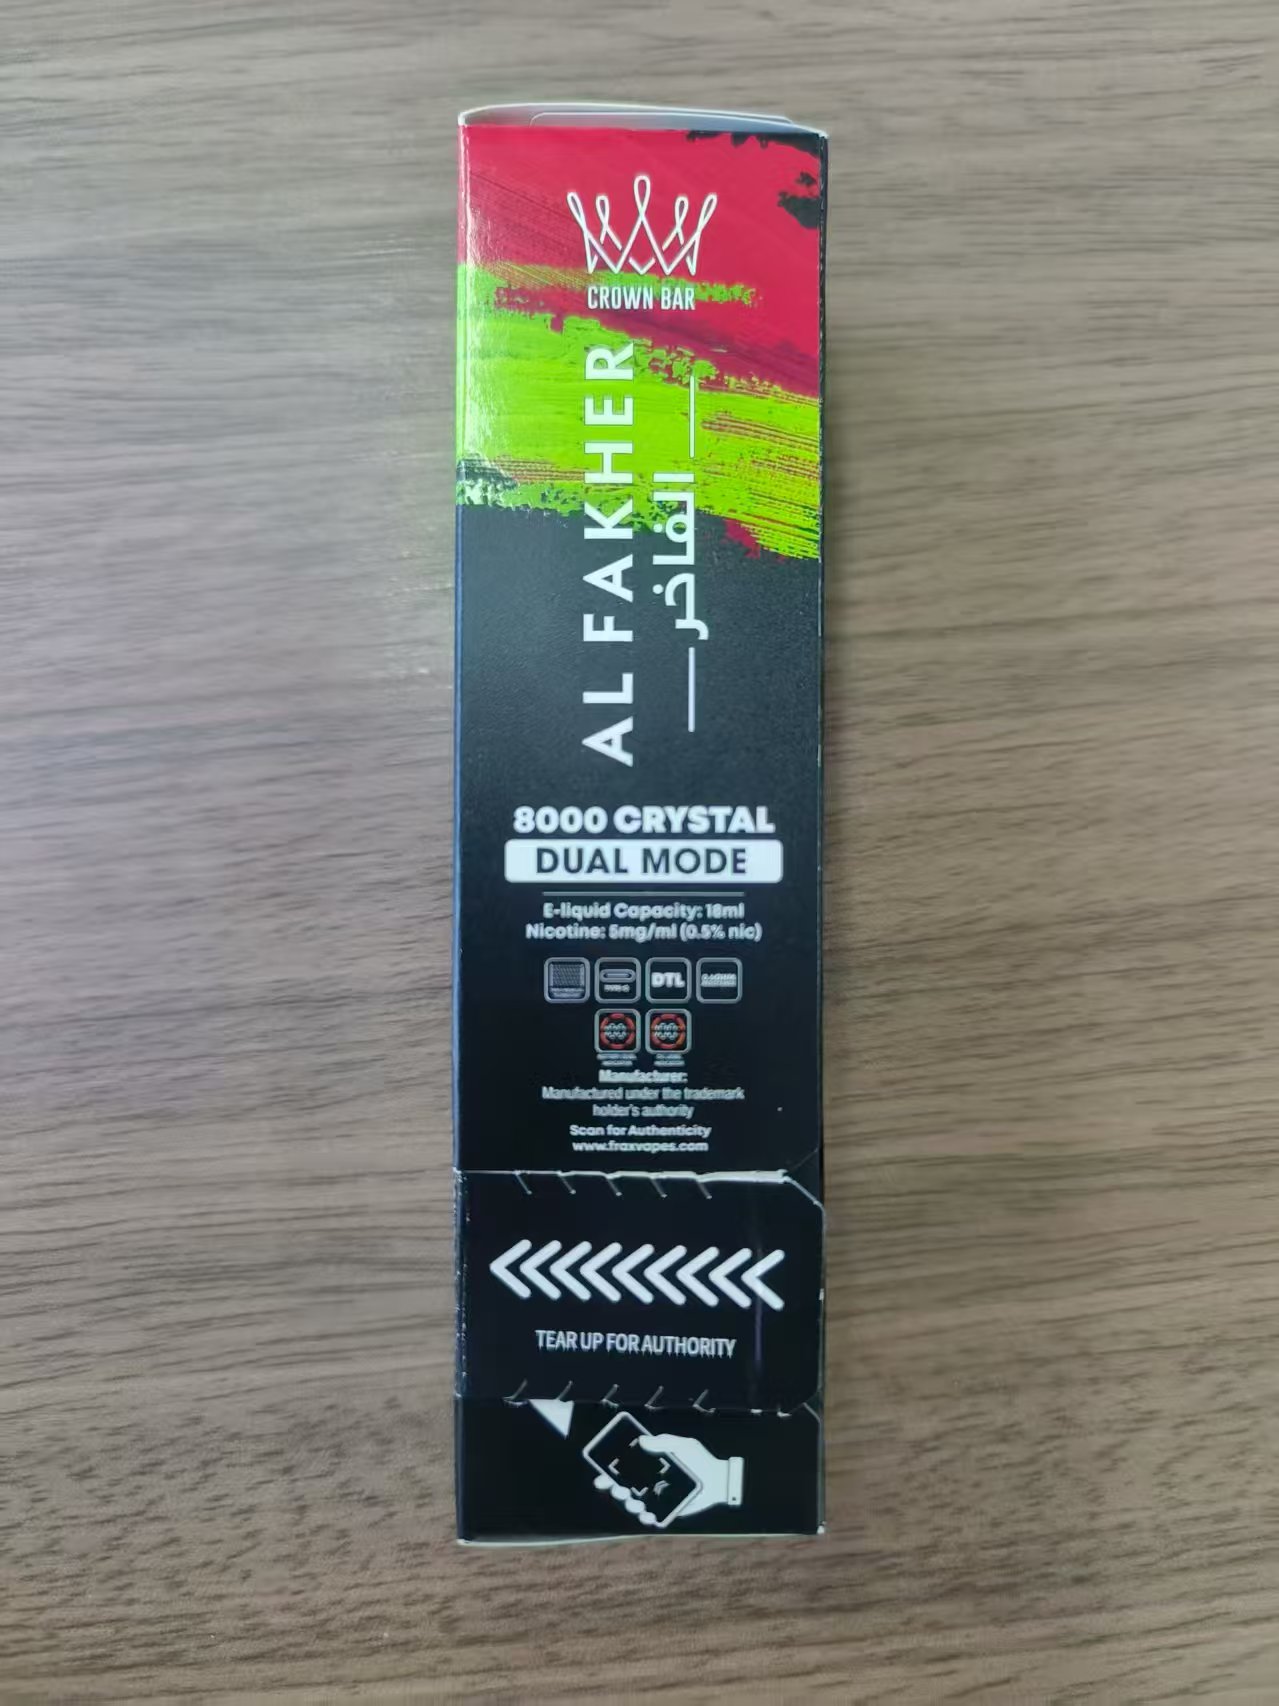 CROWN BAR
AL FAKHER
الفاخر
8000 CRYSTAL
DUAL MODE
E-liquid Capacity: 18ml
Nicotine: 5mg/ml (0.5% nic)
TYPE-C
DTL
Manufacturer:
Manufactured under the trademark
holder's authority
Scan for Authenticity
www.fraxvapes.com
TEAR UP FOR AUTHORITY